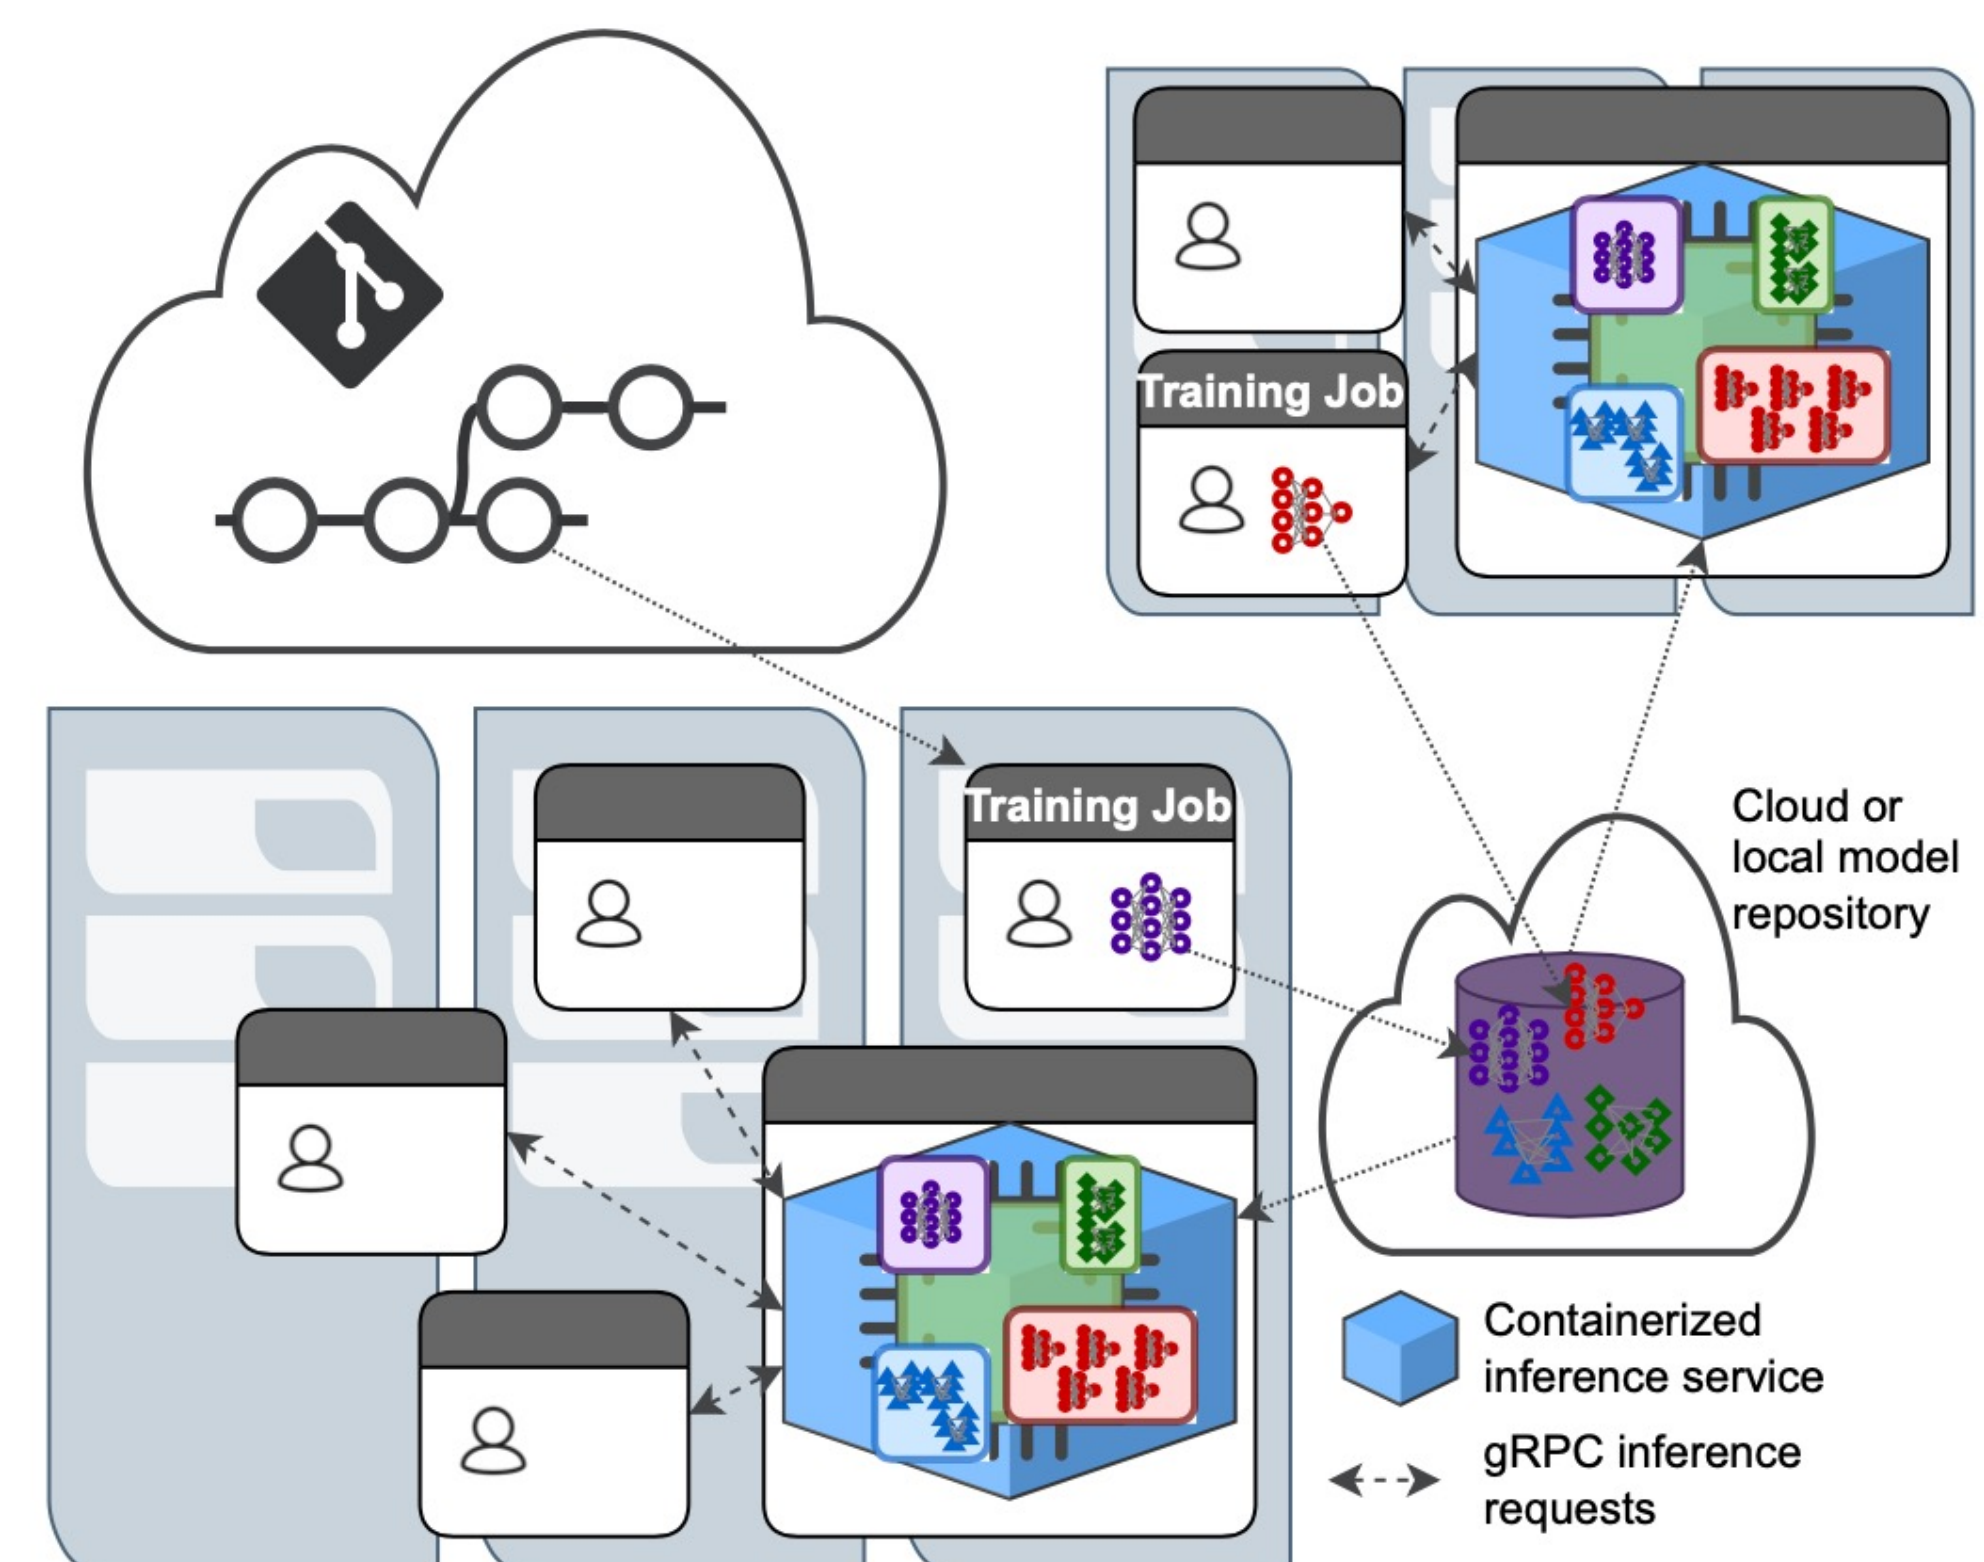 Training Job
Training Job
Cloud or
local model
repository
Containerized
inference service
gRPC inference
requests